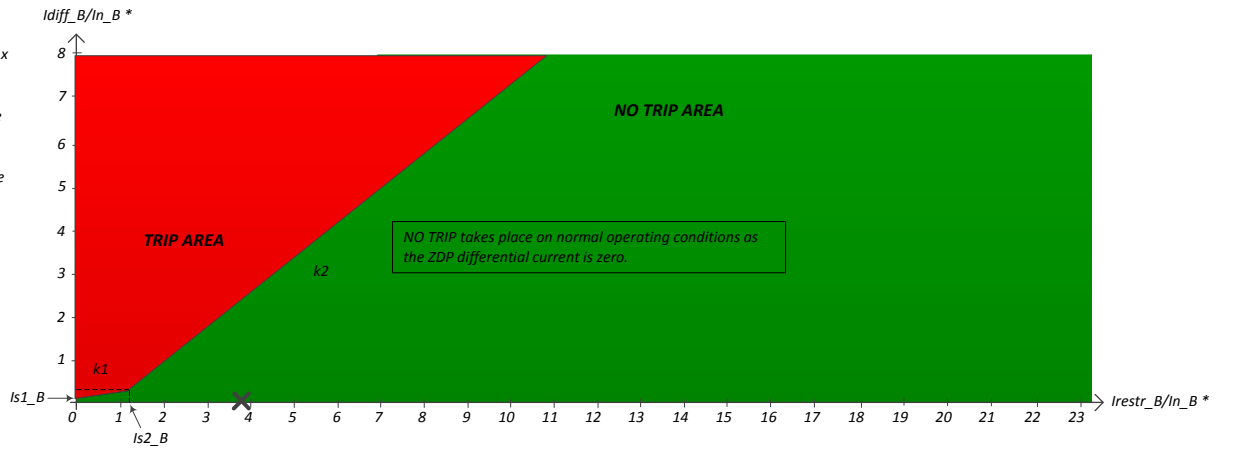 Idiff_B/In_B *
x
8
7
6
e
5
4
3
2
1
NO TRIP AREA
TRIP AREA
NO TRIP takes place on normal operating conditions as
the ZDP differential current is zero.
k2
k1
Is1_B
0 1 2 3 4 5 6 7 8 9 10 11 12 13 14 15 16 17 18 19 20 21 22 23
Irestr_B/In_B *
Is2_B